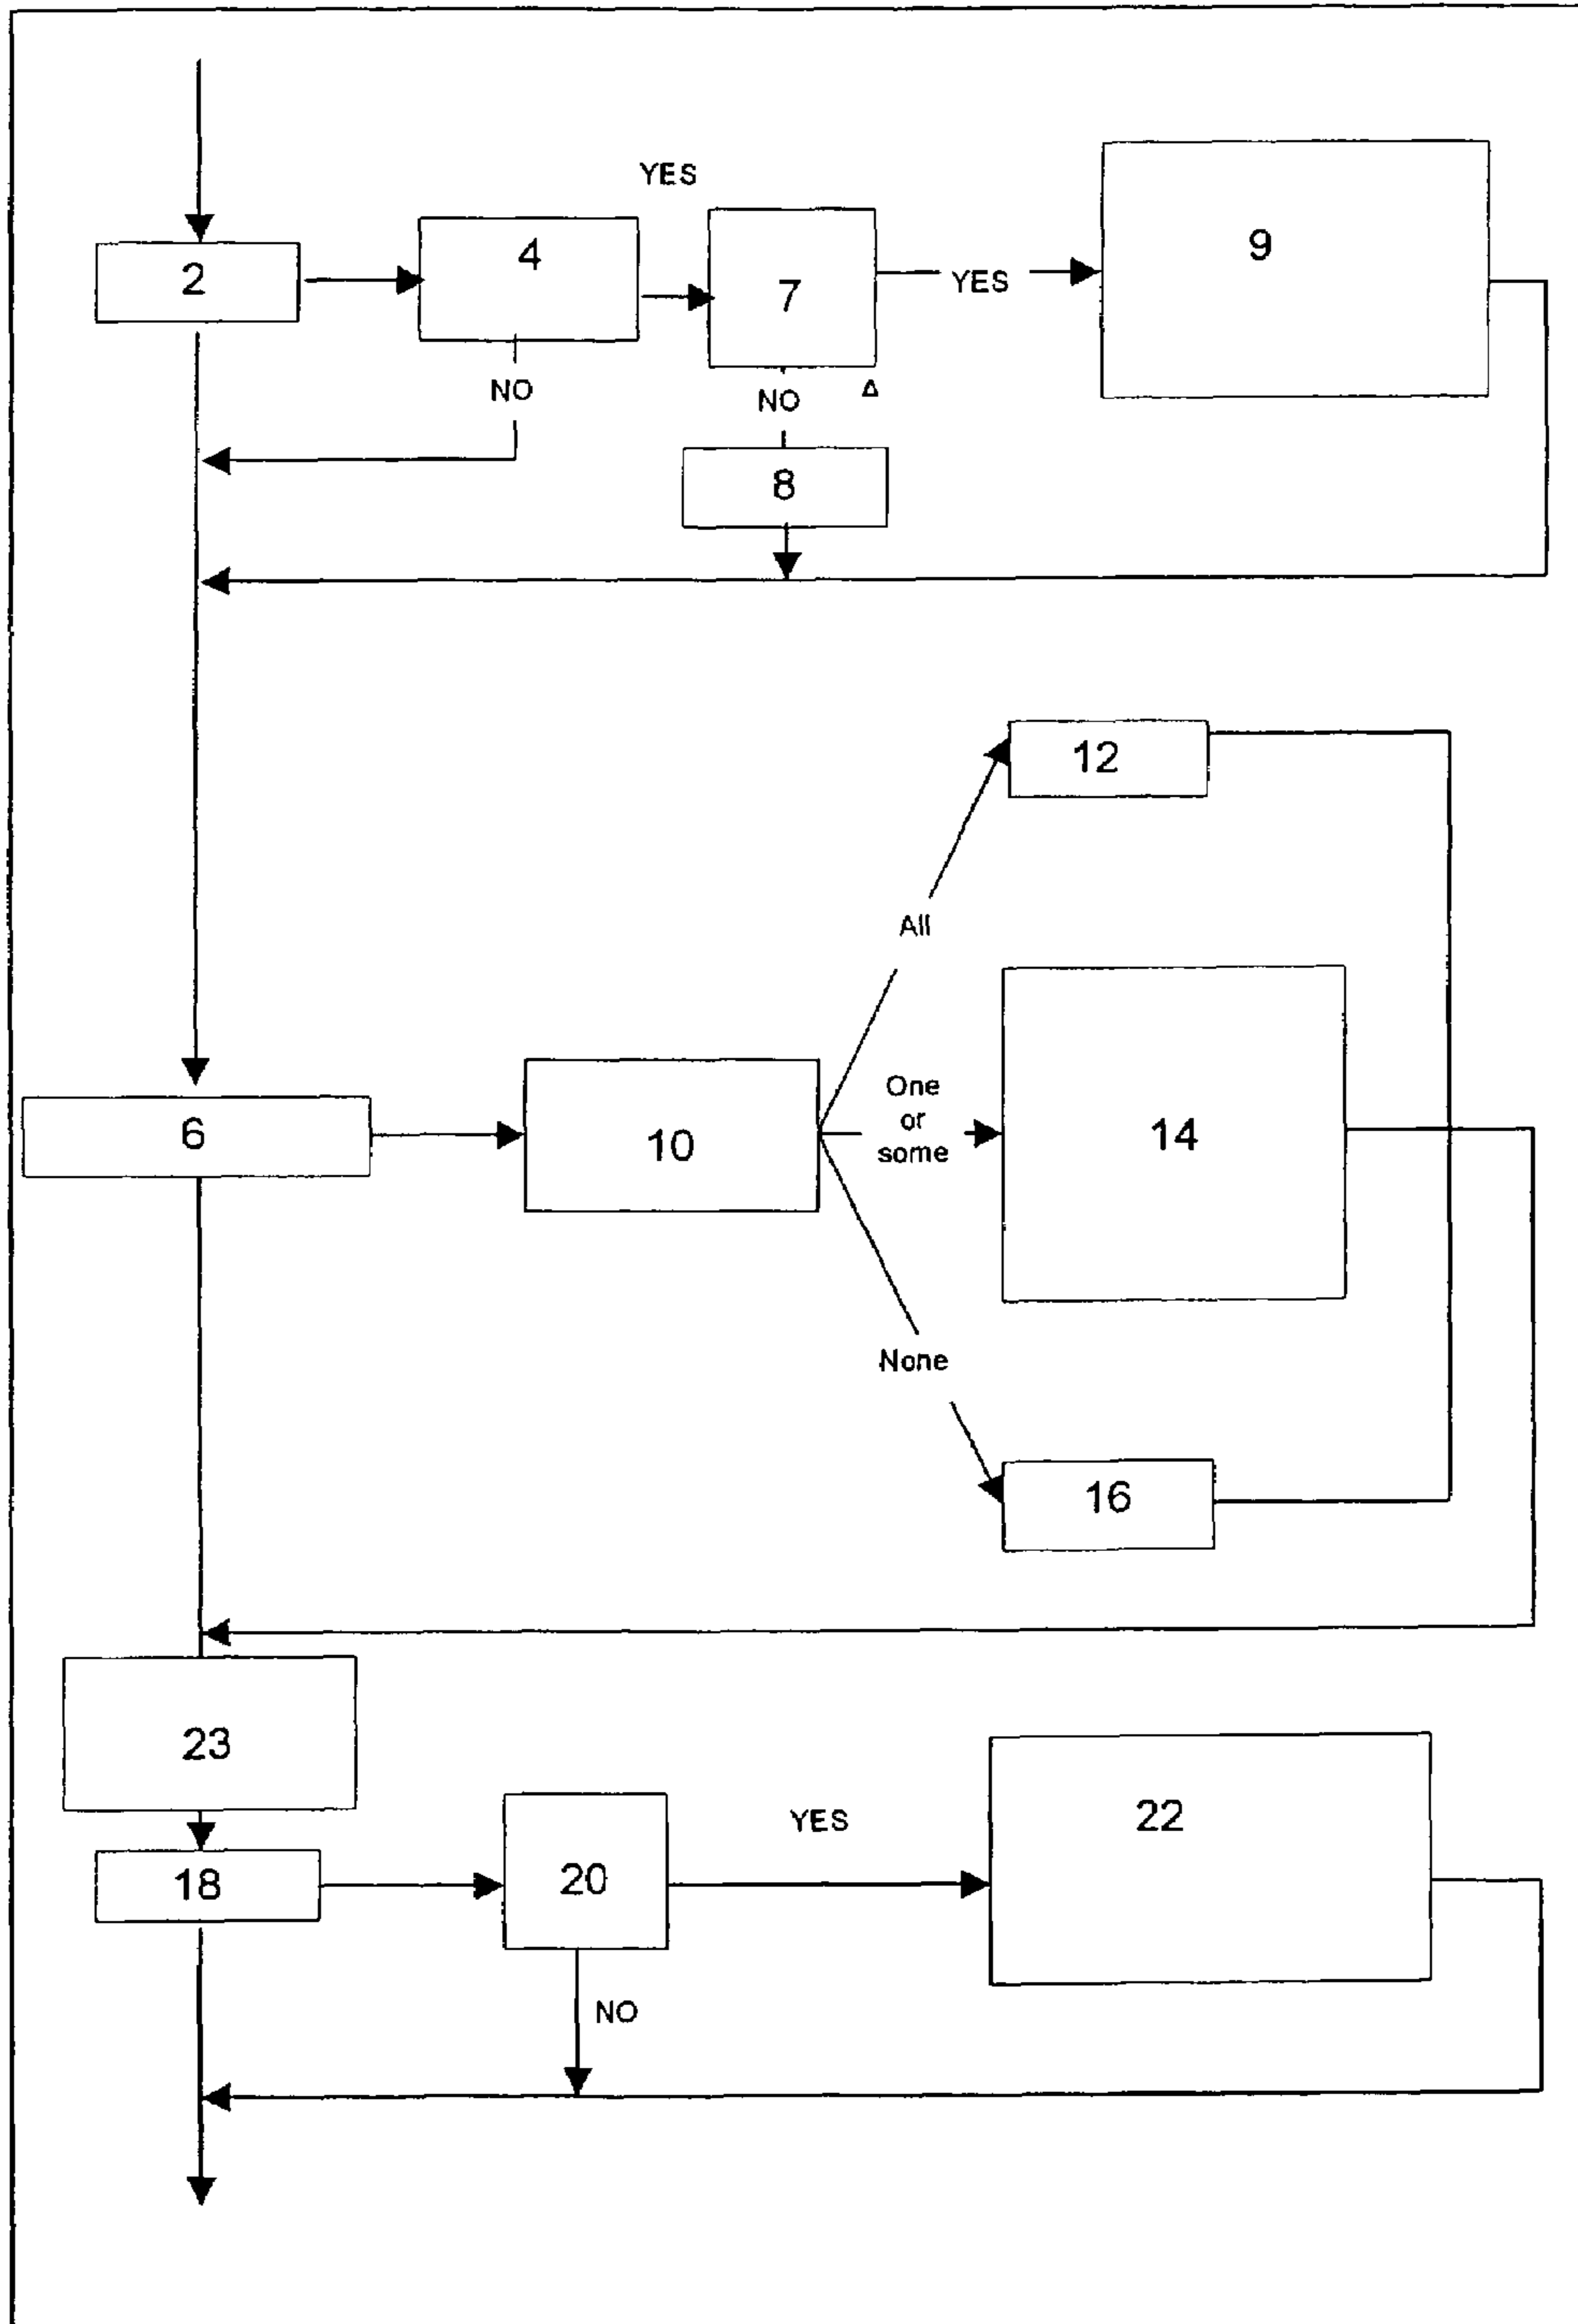 YES
2
4
7
YES
9
NO
NO
Δ
8
12
All
6
10
One
or
some
14
None
16
23
18
20
YES
22
NO